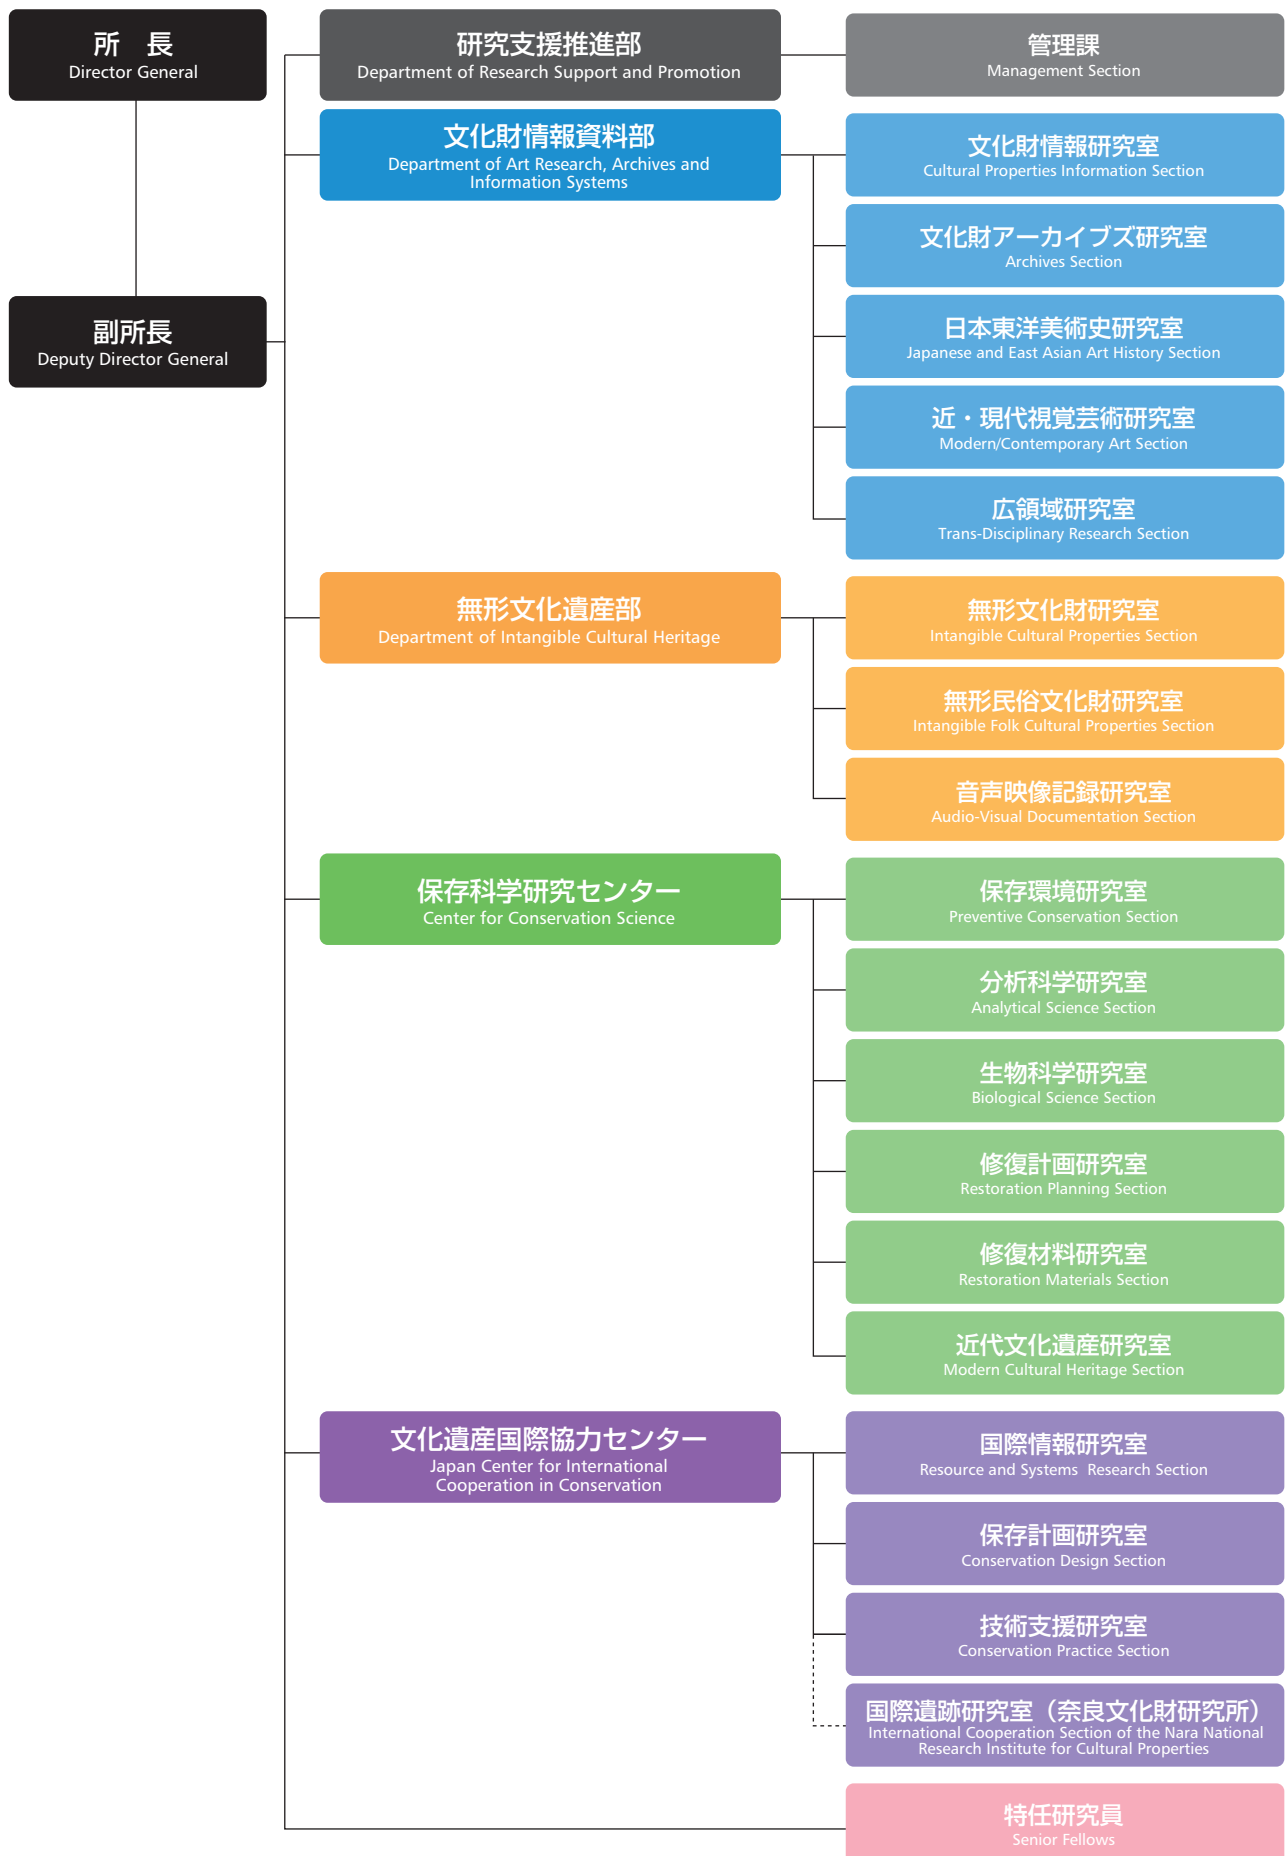 所　長
Director General
副所長
Deputy Director General
研究支援推進部
Department of Research Support and Promotion
管理課
Management Section
文化財情報資料部
Department of Art Research, Archives and
Information Systems
文化財情報研究室
Cultural Properties Information Section
文化財アーカイブズ研究室
Archives Section
日本東洋美術史研究室
Japanese and East Asian Art History Section
近・現代視覚芸術研究室
Modern/Contemporary Art Section
広領域研究室
Trans-Disciplinary Research Section
無形文化遺産部
Department of Intangible Cultural Heritage
無形文化財研究室
Intangible Cultural Properties Section
無形民俗文化財研究室
Intangible Folk Cultural Properties Section
音声映像記録研究室
Audio-Visual Documentation Section
保存科学研究センター
Center for Conservation Science
保存環境研究室
Preventive Conservation Section
分析科学研究室
Analytical Science Section
生物科学研究室
Biological Science Section
修復計画研究室
Restoration Planning Section
修復材料研究室
Restoration Materials Section
近代文化遺産研究室
Modern Cultural Heritage Section
文化遺産国際協力センター
Japan Center for International
Cooperation in Conservation
国際情報研究室
Resource and Systems Research Section
保存計画研究室
Conservation Design Section
技術支援研究室
Conservation Practice Section
国際遺跡研究室（奈良文化財研究所）
International Cooperation Section of the Nara National
Research Institute for Cultural Properties
特任研究員
Senior Fellows